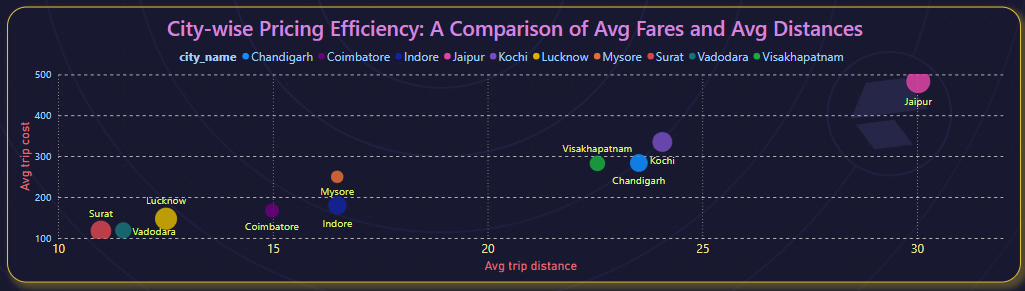 City-wise Pricing Efficiency: A Comparison of Avg Fares and Avg Distances
city_name Chandigarh Coimbatore Indore Jaipur Kochi Lucknow Mysore Surat Vadodara Visakhapatnam
500
Jaipur
400
Avg trip cost
300
Visakhapatnam
Kochi
Chandigarh
Mysore
200
Lucknow
Surat
Indore
Coimbatore
Vadodara
100
10 15 20 25 30
Avg trip distance